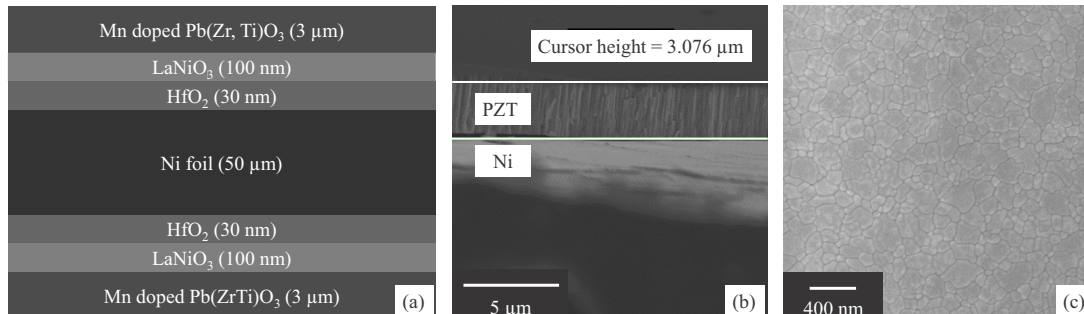 Mn doped Pb(Zr, Ti)O₃ (3 µm)
LaNiO₃ (100 nm)
HfO₂ (30 nm)
Ni foil (50 µm)
HfO₂ (30 nm)
LaNiO₃ (100 nm)
Mn doped Pb(ZrTi)O₃ (3 µm)
(a)
Cursor height = 3.076 µm
PZT
Ni
5 µm
(b)
400 nm
(c)